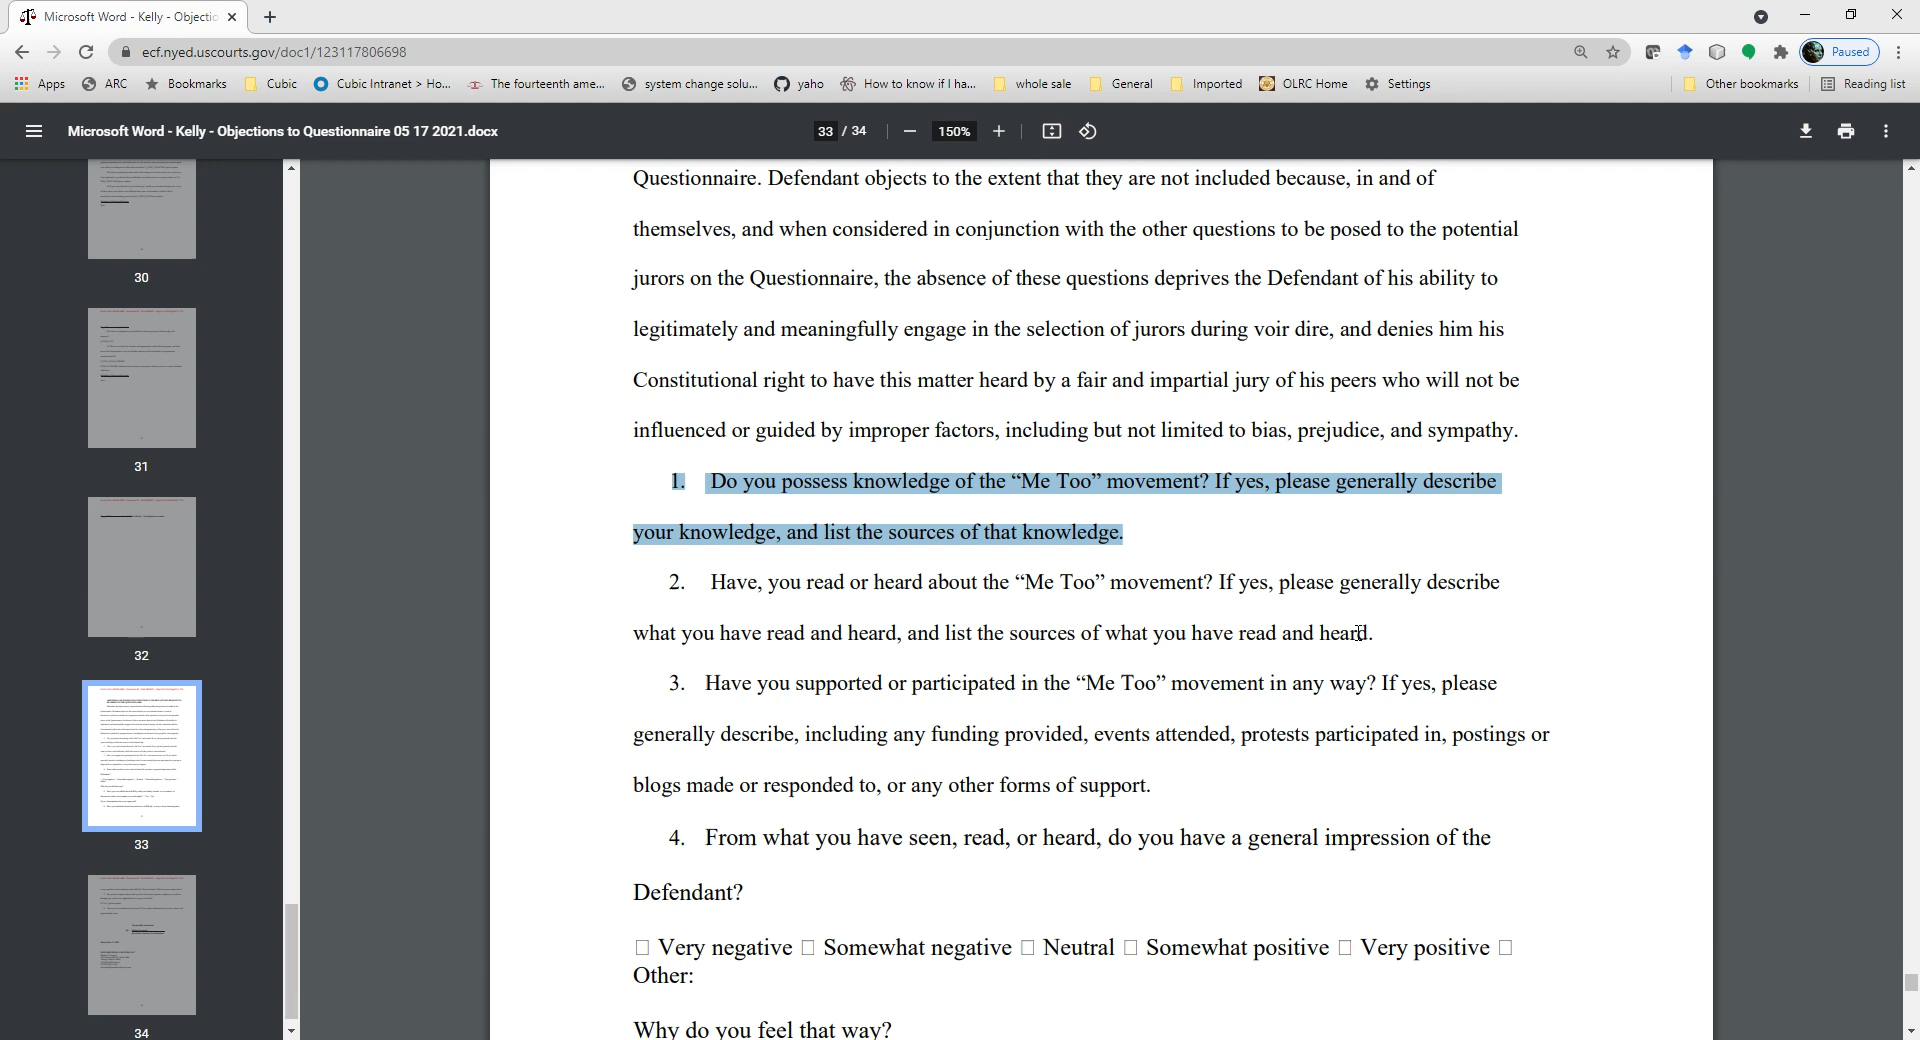 Microsoft Word - Kelly - Objectio
ecf.nyed.uscourts.gov/doc1/123117806698
Paused
Apps ARC Bookmarks Cubic Cubic Intranet > Ho... The fourteenth ame... system change solu... yaho How to know if I ha... whole sale General Imported OLRC Home Settings Other bookmarks Reading list
Microsoft Word - Kelly - Objections to Questionnaire 05 17 2021.docx 33 / 34 150%
30
31
32
33
34
Questionnaire. Defendant objects to the extent that they are not included because, in and of
themselves, and when considered in conjunction with the other questions to be posed to the potential
jurors on the Questionnaire, the absence of these questions deprives the Defendant of his ability to
legitimately and meaningfully engage in the selection of jurors during voir dire, and denies him his
Constitutional right to have this matter heard by a fair and impartial jury of his peers who will not be
influenced or guided by improper factors, including but not limited to bias, prejudice, and sympathy.
1. Do you possess knowledge of the “Me Too” movement? If yes, please generally describe
your knowledge, and list the sources of that knowledge.
2. Have, you read or heard about the “Me Too” movement? If yes, please generally describe
what you have read and heard, and list the sources of what you have read and heard.
3. Have you supported or participated in the “Me Too” movement in any way? If yes, please
generally describe, including any funding provided, events attended, protests participated in, postings or
blogs made or responded to, or any other forms of support.
4. From what you have seen, read, or heard, do you have a general impression of the
Defendant?
☐ Very negative ☐ Somewhat negative ☐ Neutral ☐ Somewhat positive ☐ Very positive ☐
Other:
Why do you feel that way?